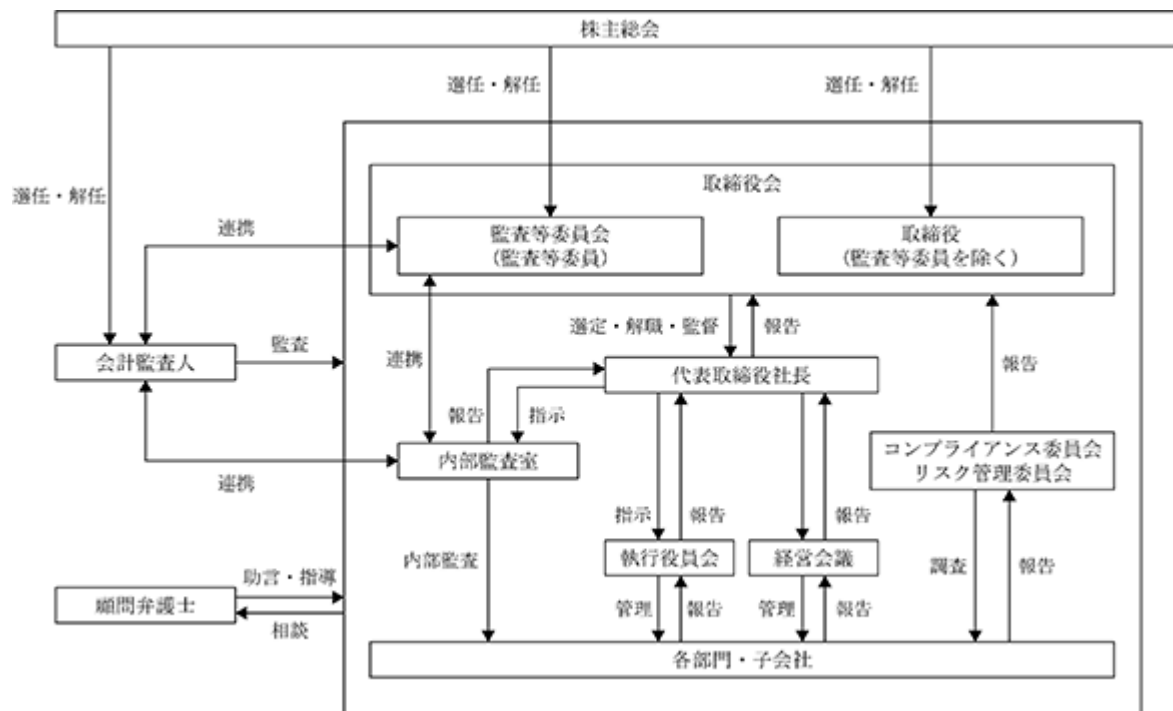 株主総会
選任・解任
選任・解任
選任・解任
取締役会
監査等委員会
(監査等委員)
取締役
(監査等委員を除く)
連携
選定・解職・監督
報告
会計監査人
監査
連携
代表取締役社長
報告
報告
指示
内部監査室
コンプライアンス委員会
リスク管理委員会
連携
指示
報告
報告
執行役員会
経営会議
内部監査
調査
報告
助言・指導
顧問弁護士
相談
管理
報告
管理
報告
各部門・子会社